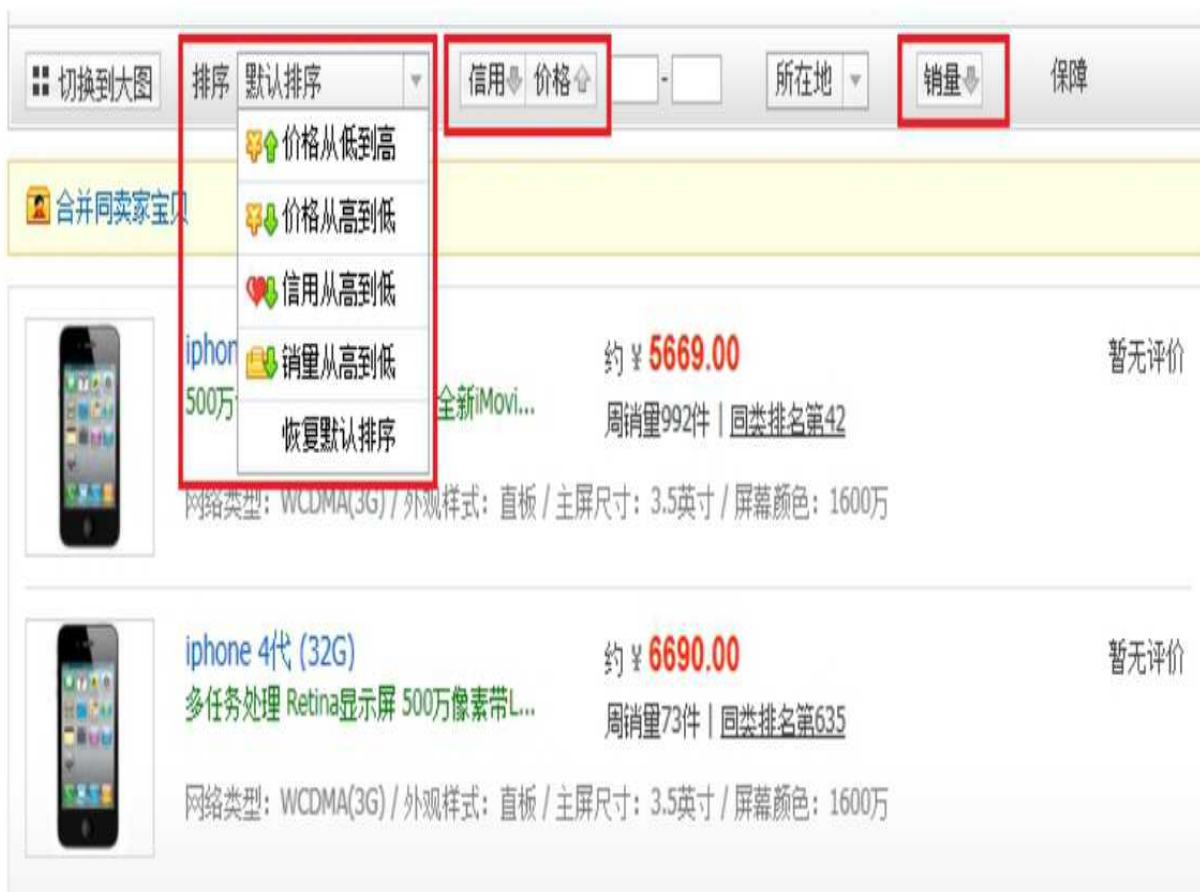 切换到大图 排序 默认排序 信用 价格 - 所在地 销量 保障
价格从低到高
合并同卖家宝贝
价格从高到低
信用从高到低
销量从高到低
恢复默认排序
iphon
500万 全新iMovi...
约 ¥ 5669.00
周销量992件 | 同类排名第42
暂无评价
网络类型: WCDMA(3G) / 外观样式: 直板 / 主屏尺寸: 3.5英寸 / 屏幕颜色: 1600万
iphone 4代 (32G)
多任务处理 Retina显示屏 500万像素带L...
约 ¥ 6690.00
周销量73件 | 同类排名第635
暂无评价
网络类型: WCDMA(3G) / 外观样式: 直板 / 主屏尺寸: 3.5英寸 / 屏幕颜色: 1600万